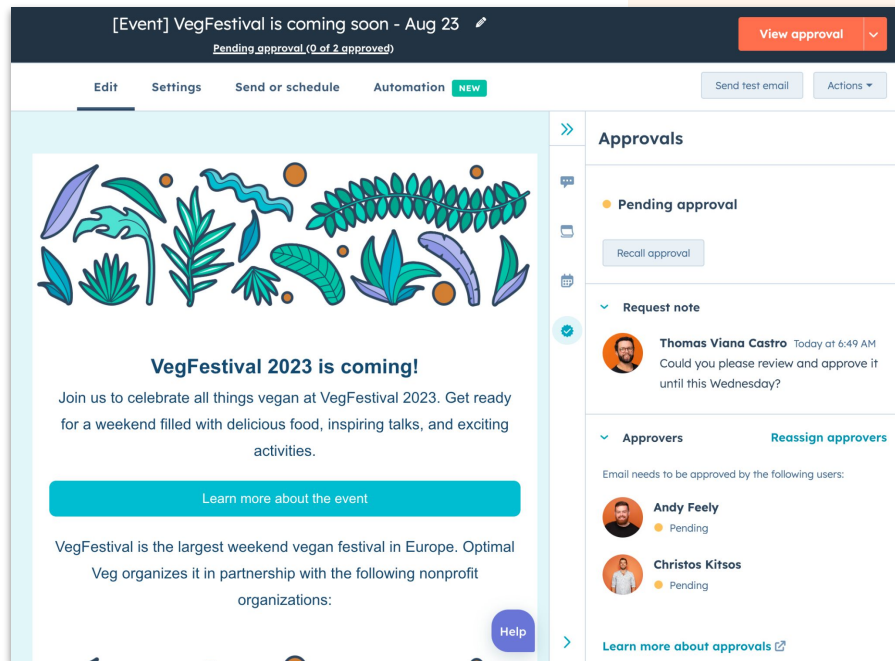 [Event] VegFestival is coming soon - Aug 23
Pending approval (0 of 2 approved)
View approval
Edit
Settings
Send or schedule
Automation NEW
Send test email
Actions
VegFestival 2023 is coming!
Join us to celebrate all things vegan at VegFestival 2023. Get ready
for a weekend filled with delicious food, inspiring talks, and exciting
activities.
Learn more about the event
VegFestival is the largest weekend vegan festival in Europe. Optimal
Veg organizes it in partnership with the following nonprofit
organizations:
Help
Approvals
Pending approval
Recall approval
Request note
Thomas Viana Castro Today at 6:49 AM
Could you please review and approve it
until this Wednesday?
Approvers
Reassign approvers
Email needs to be approved by the following users:
Andy Feely
Pending
Christos Kitsos
Pending
Learn more about approvals